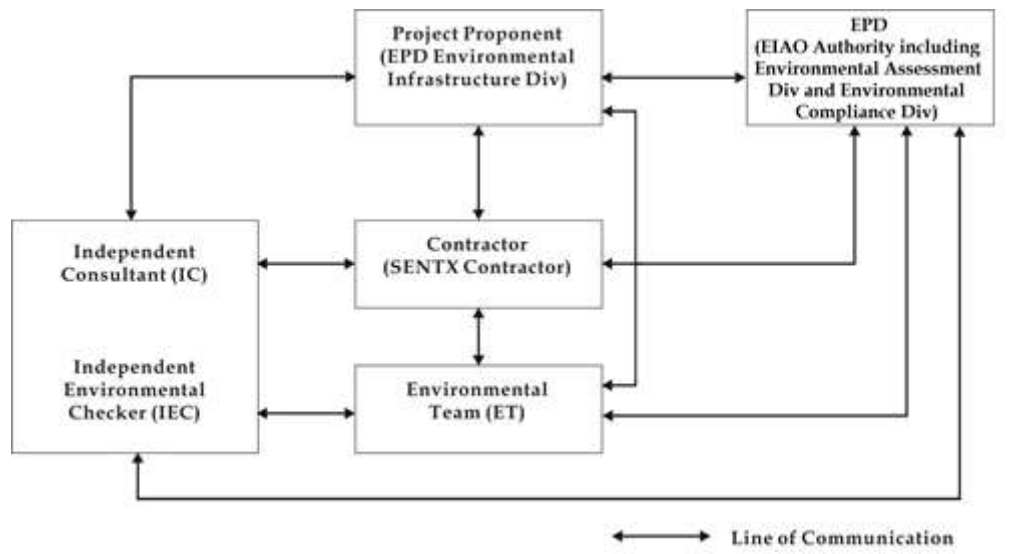 Project Proponent
(EPD Environmental
Infrastructure Div)
EPD
(EIAO Authority including
Environmental Assessment
Div and Environmental
Compliance Div)
Independent
Consultant (IC)
Contractor
(SENTX Contractor)
Independent
Environmental
Checker (IEC)
Environmental
Team (ET)
Line of Communication